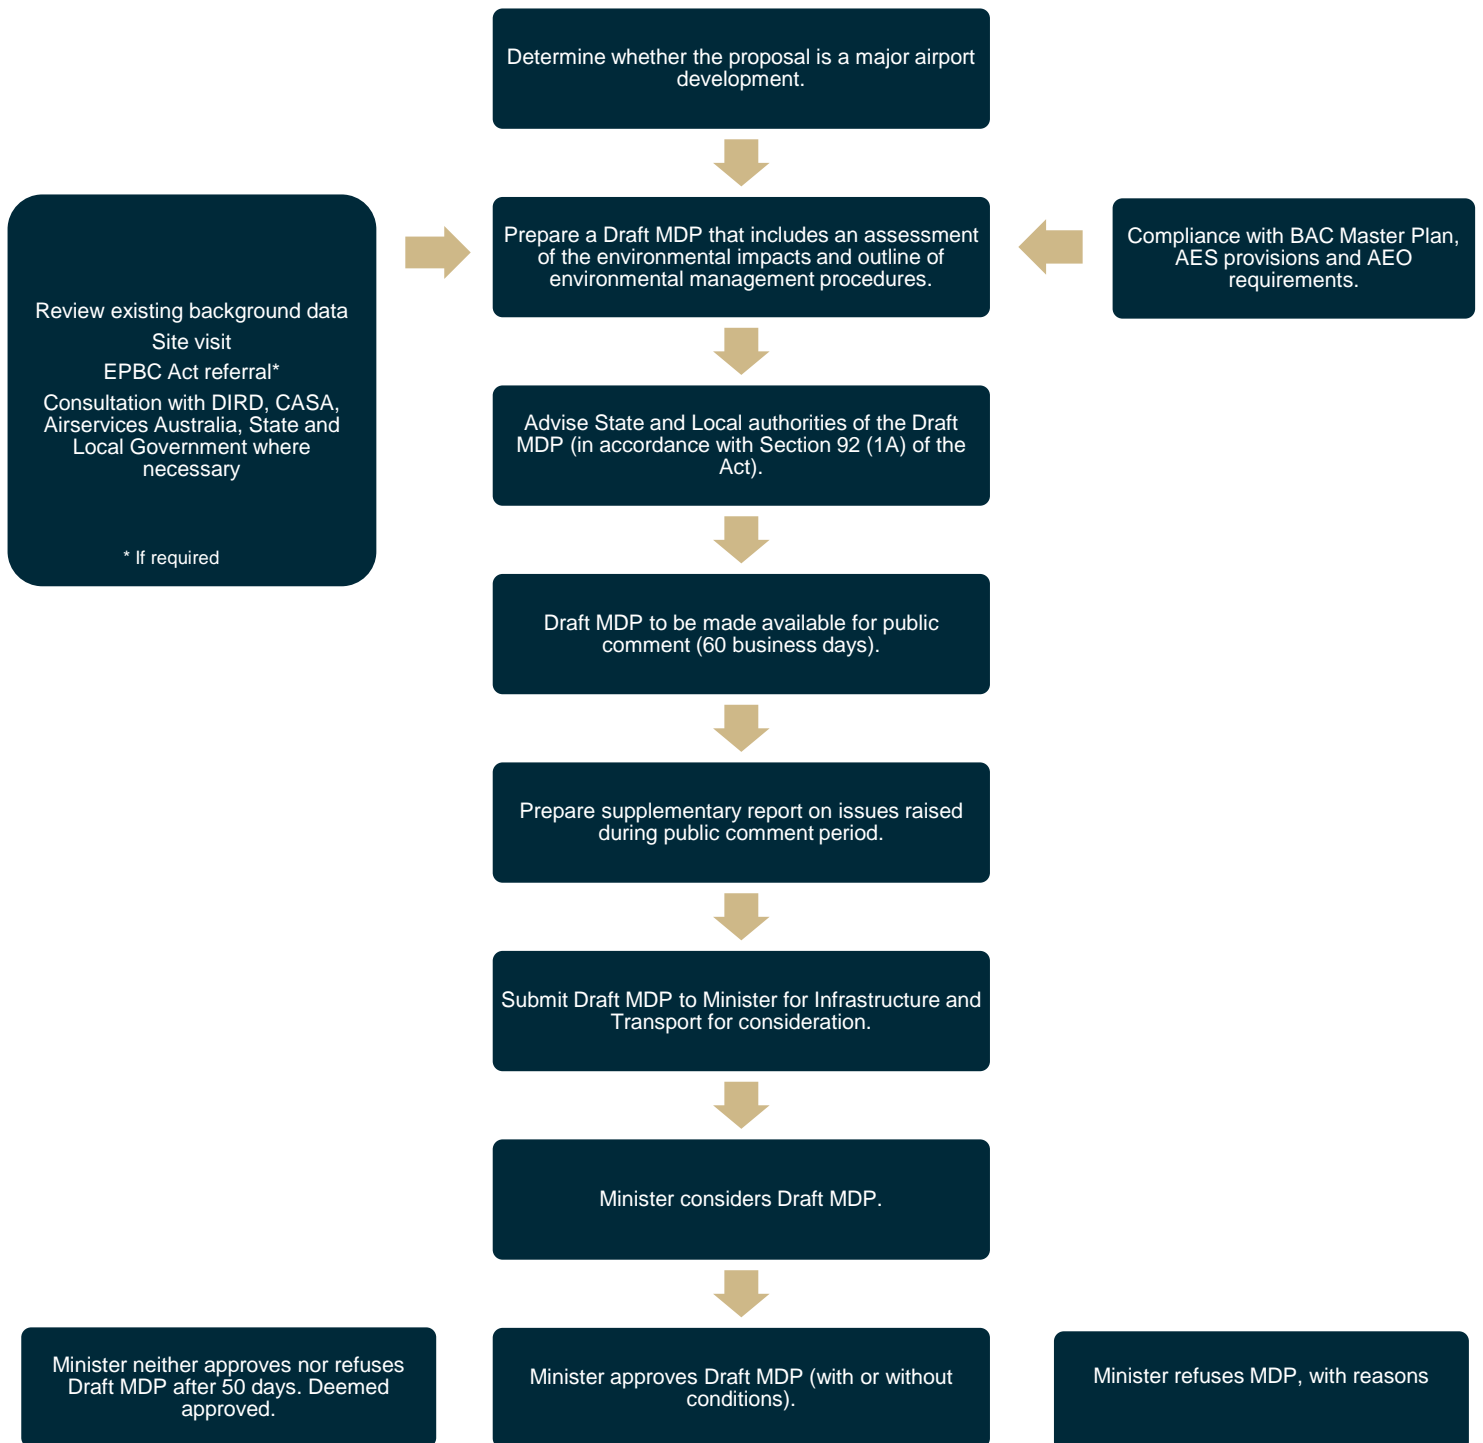 Determine whether the proposal is a major airport
development.
Review existing background data
Site visit
EPBC Act referral*
Consultation with DIRD, CASA,
Airservices Australia, State and
Local Government where
necessary
* If required
Prepare a Draft MDP that includes an assessment
of the environmental impacts and outline of
environmental management procedures.
Compliance with BAC Master Plan,
AES provisions and AEO
requirements.
Advise State and Local authorities of the Draft
MDP (in accordance with Section 92 (1A) of the
Act).
Draft MDP to be made available for public
comment (60 business days).
Prepare supplementary report on issues raised
during public comment period.
Submit Draft MDP to Minister for Infrastructure and
Transport for consideration.
Minister considers Draft MDP.
Minister neither approves nor refuses
Draft MDP after 50 days. Deemed
approved.
Minister approves Draft MDP (with or without
conditions).
Minister refuses MDP, with reasons